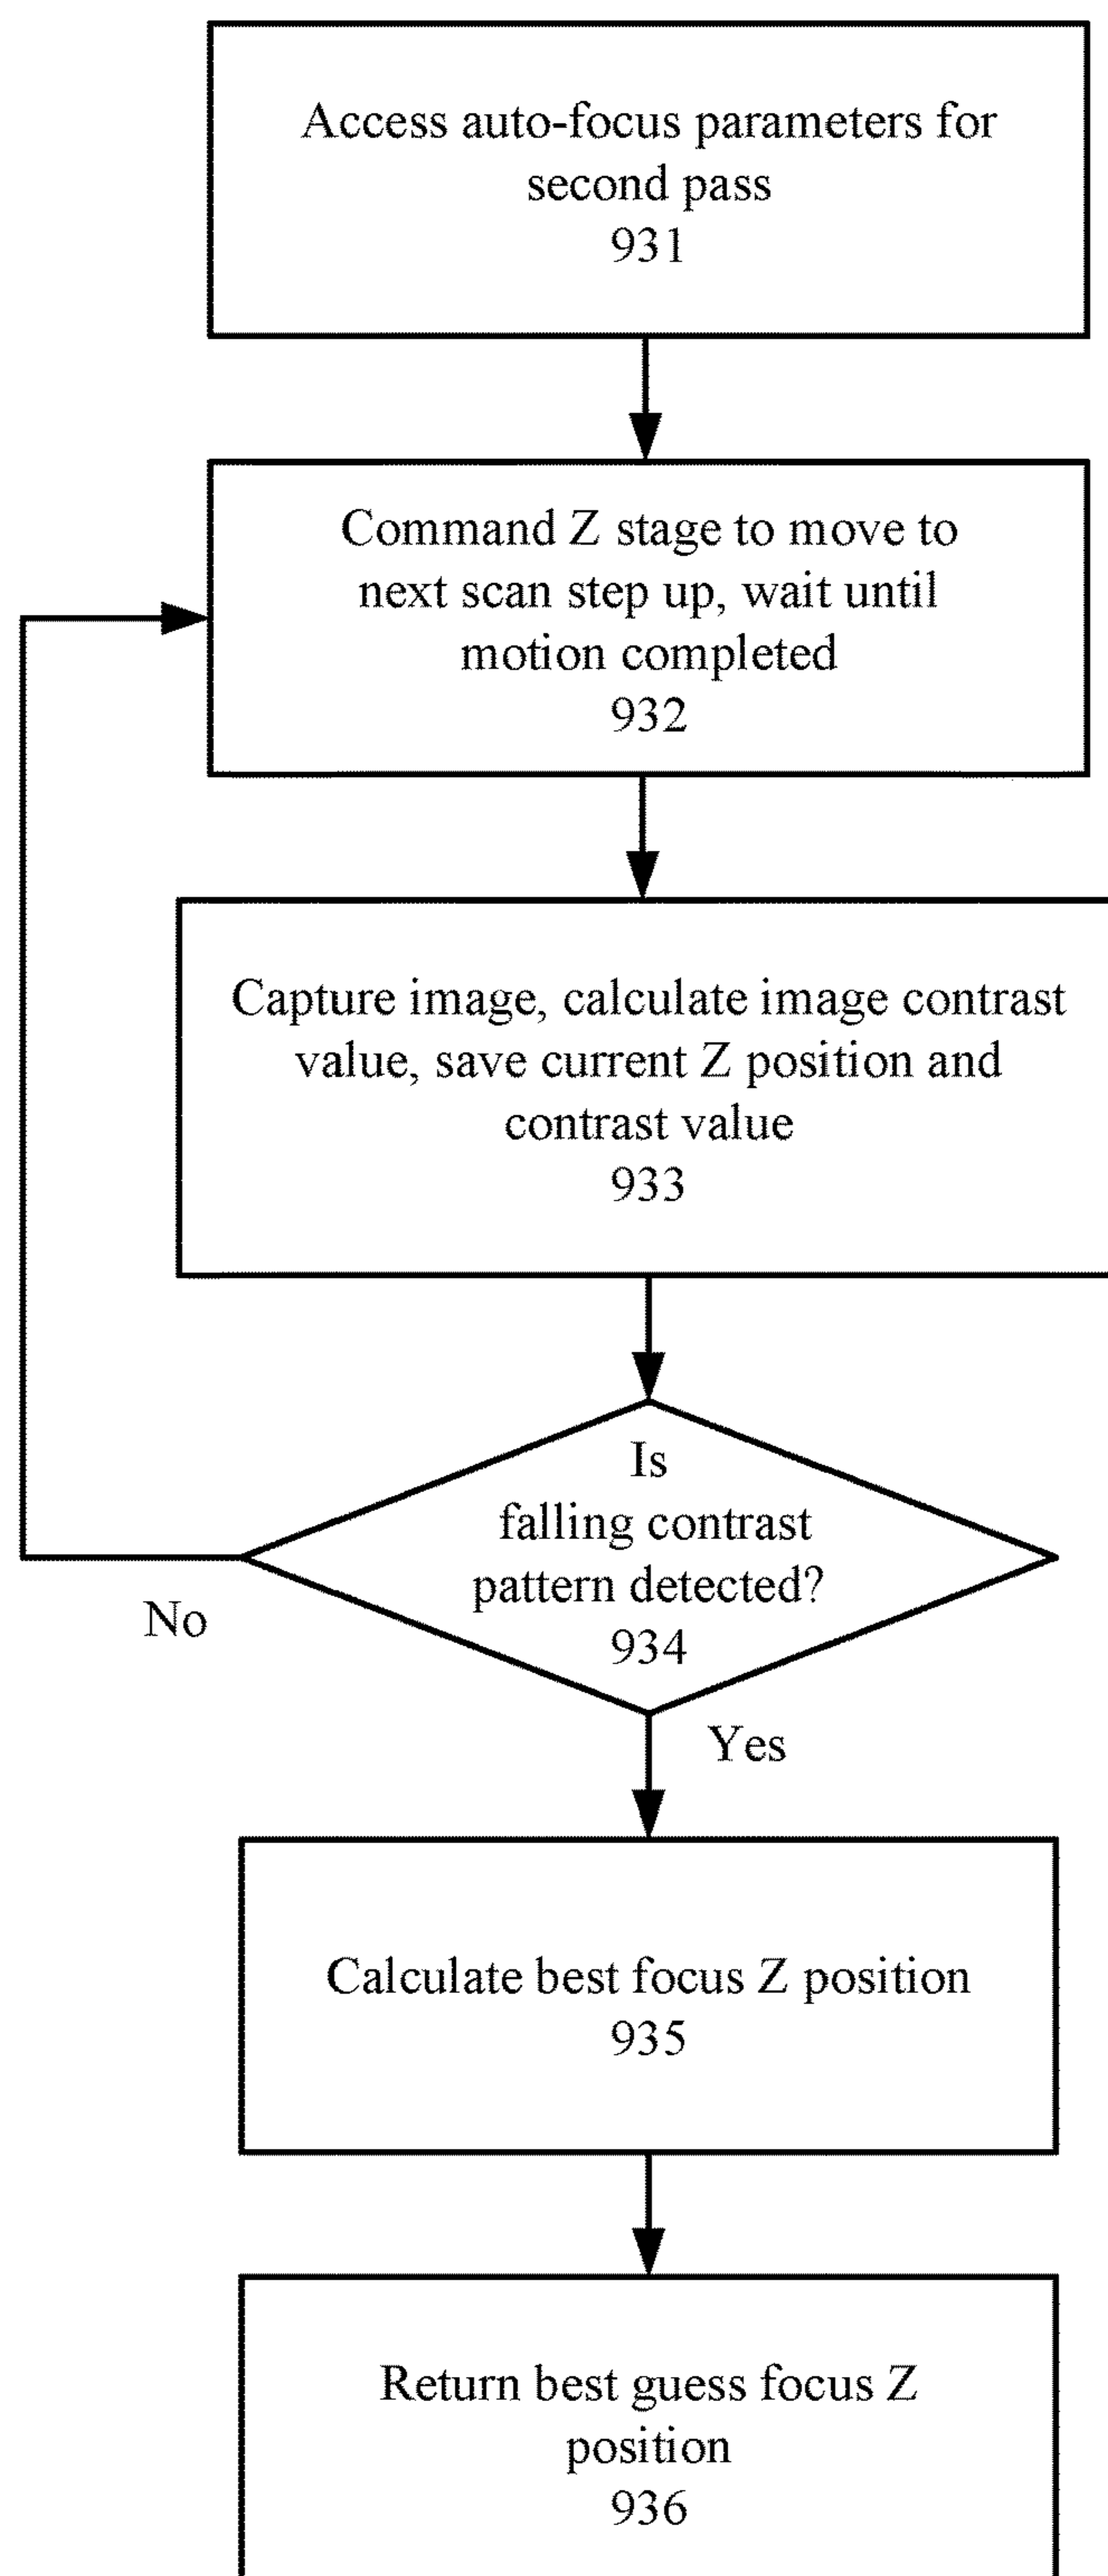 Access auto-focus parameters for
second pass
931
Command Z stage to move to
next scan step up, wait until
motion completed
932
Capture image, calculate image contrast
value, save current Z position and
contrast value
933
Is
falling contrast
pattern detected?
934
No
Yes
Calculate best focus Z position
935
Return best guess focus Z
position
936